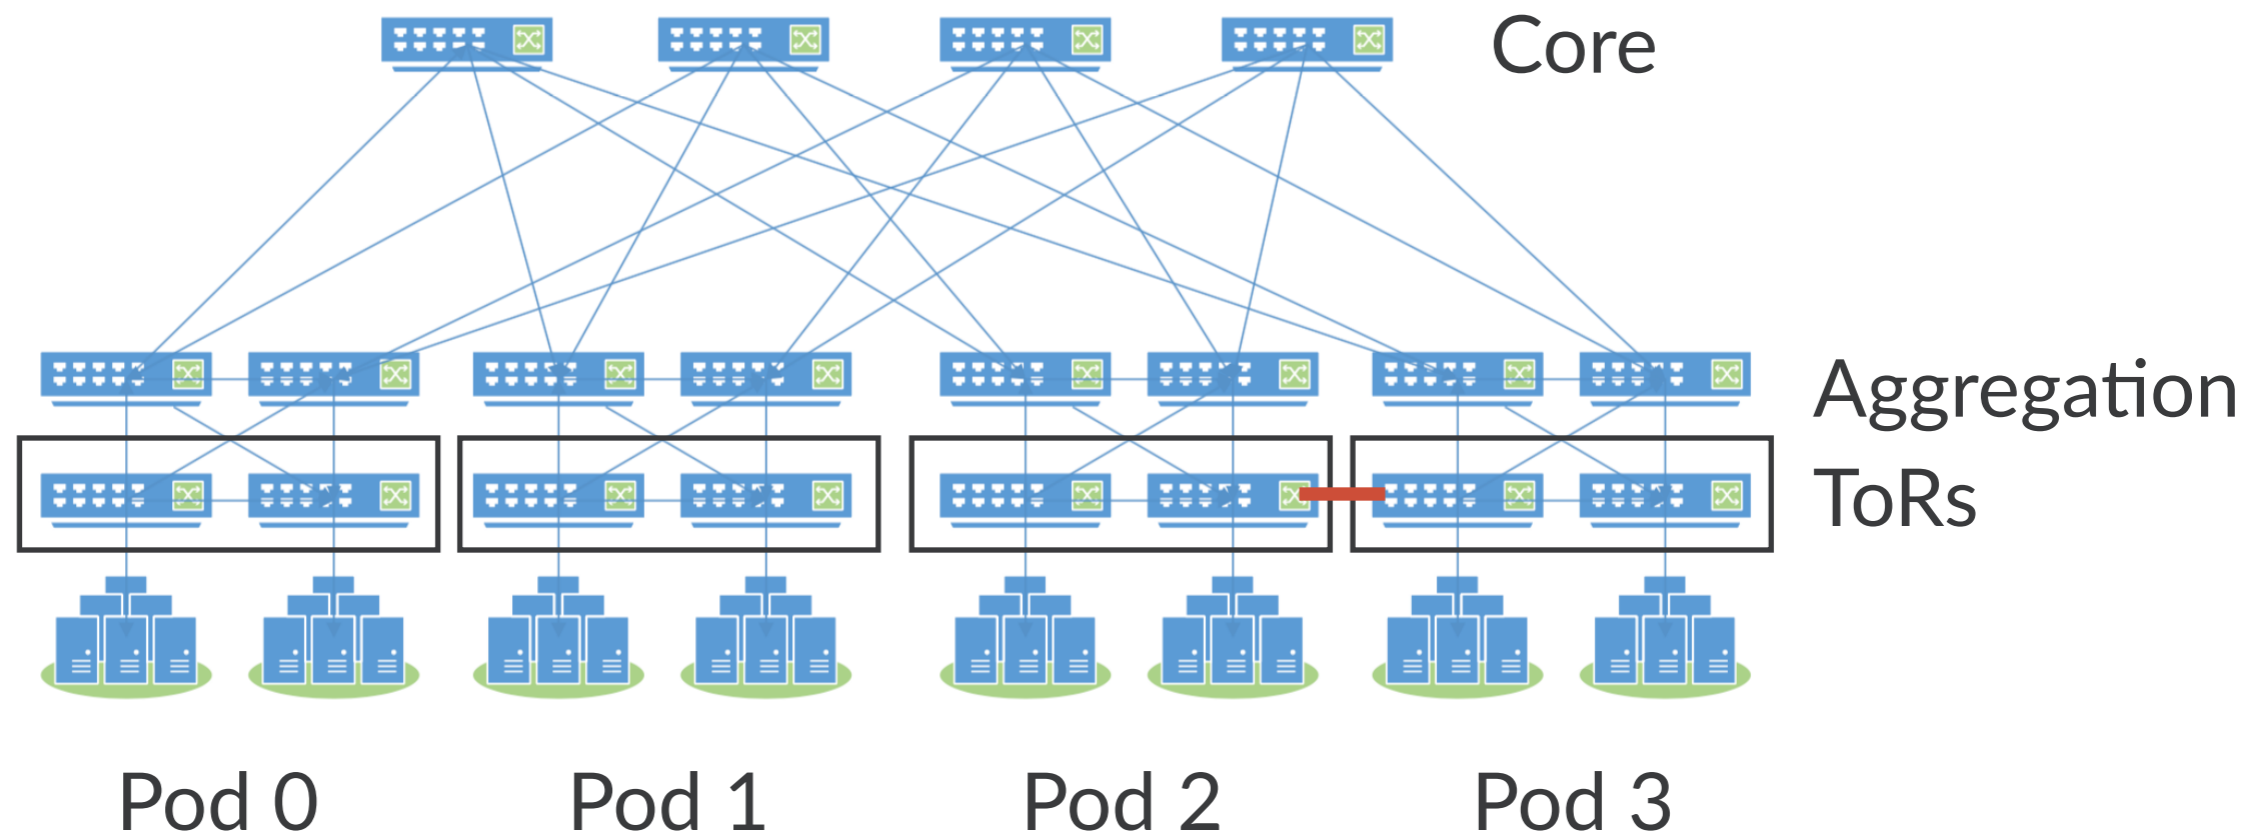 Core
Aggregation
ToRs
Pod 0
Pod 1
Pod 2
Pod 3